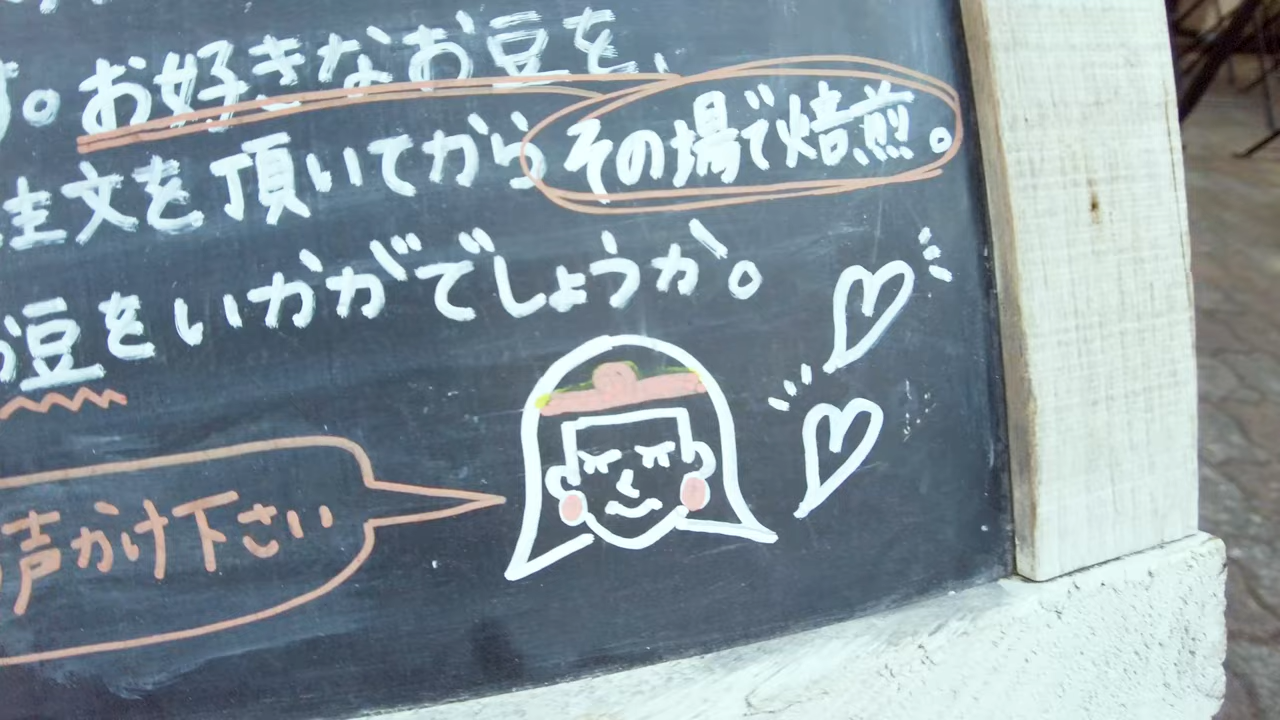 す。
す。お好きなお豆を、
注文を頂いてからその場で焙煎。
お豆をいかがでしょうか。
声かけ下さい